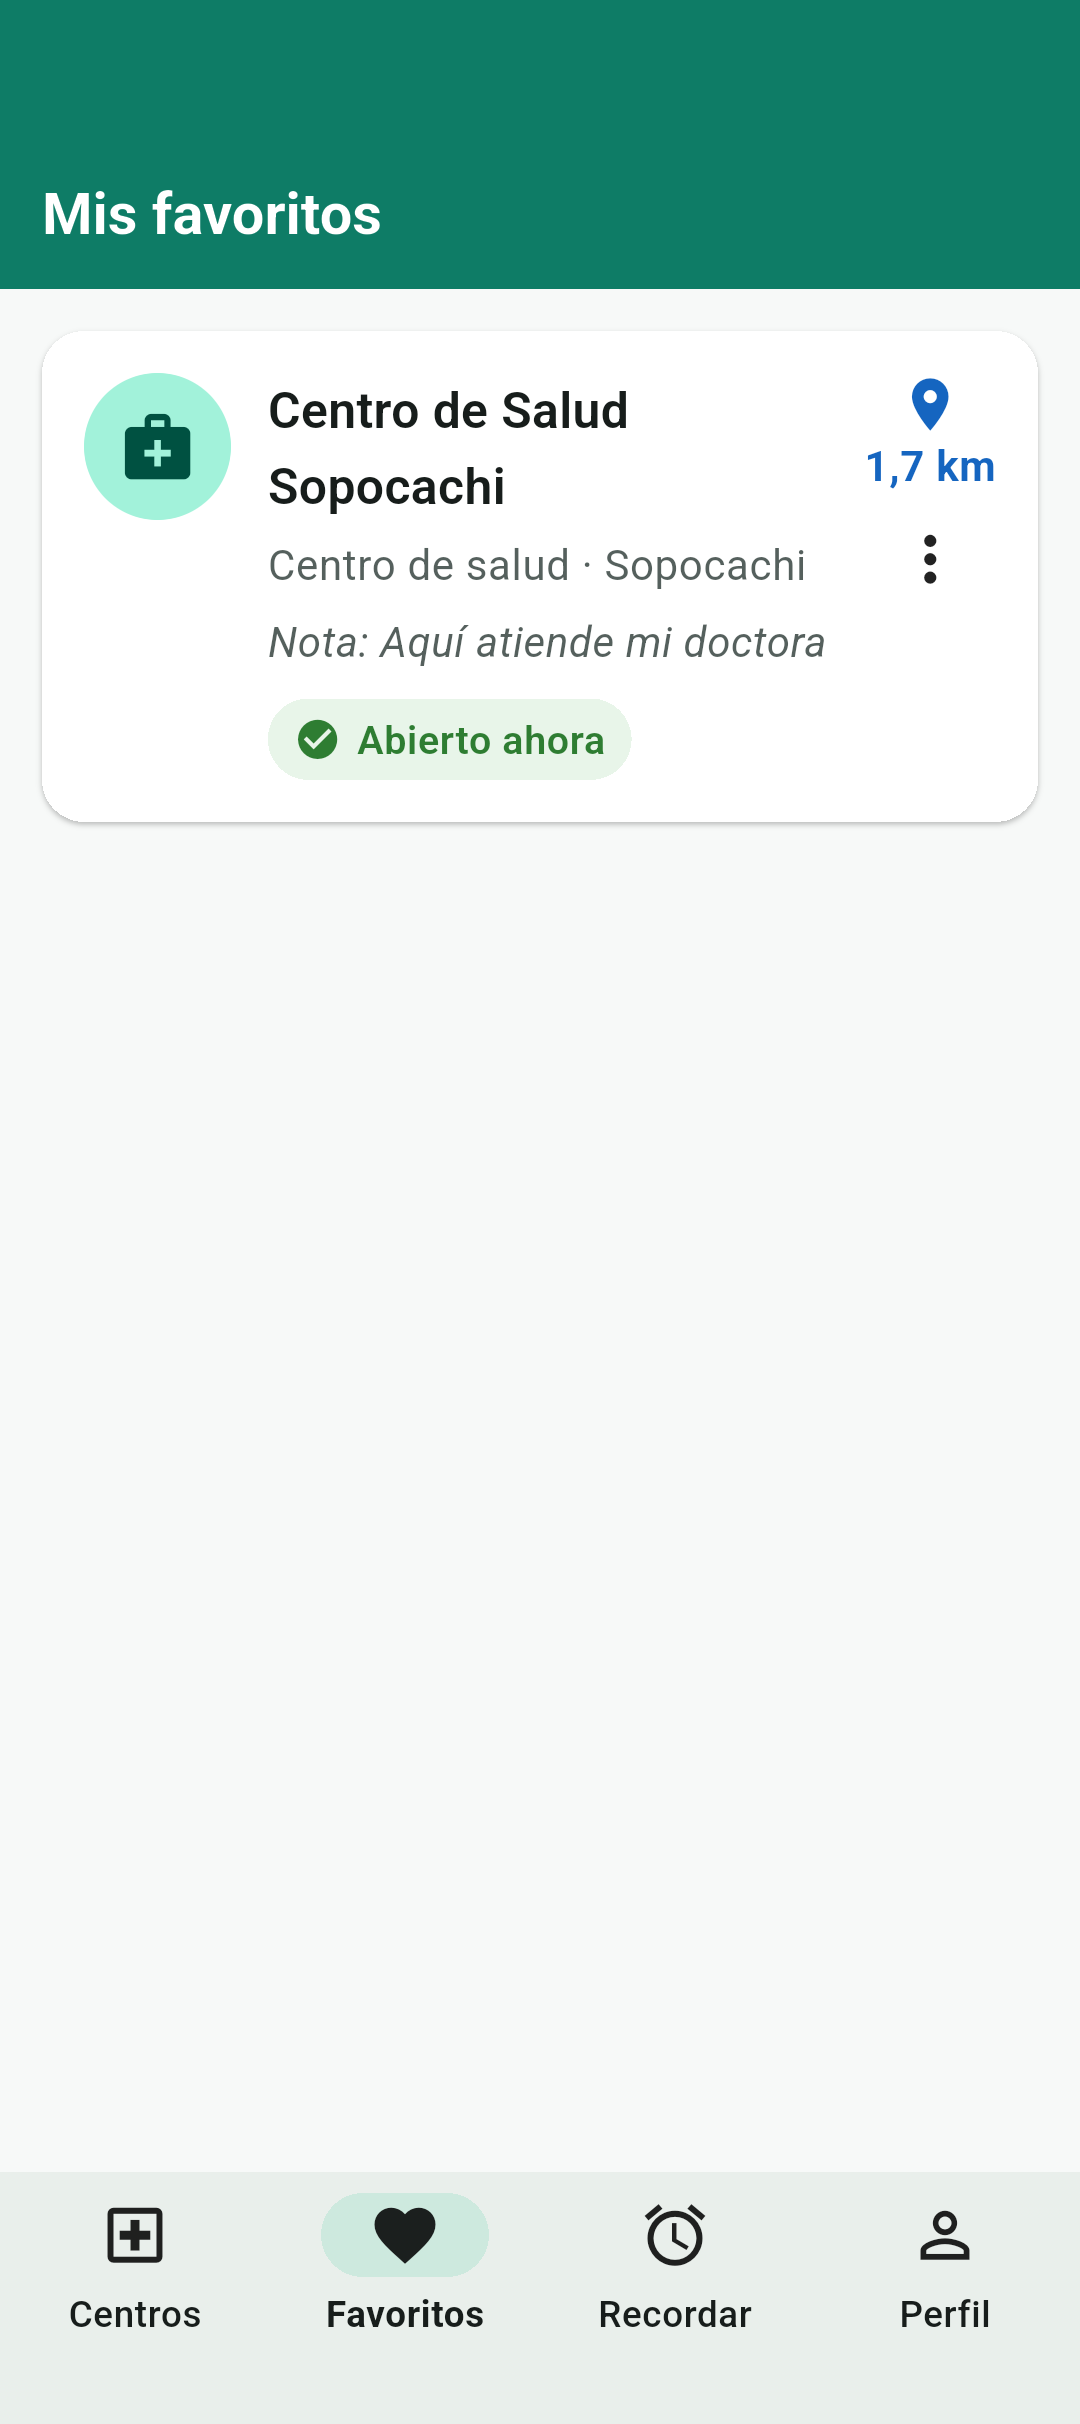 Mis favoritos
Centro de Salud
Sopocachi
1,7 km
Centro de salud · Sopocachi
Nota: Aquí atiende mi doctora
Abierto ahora
Centros
Favoritos
Recordar
Perfil